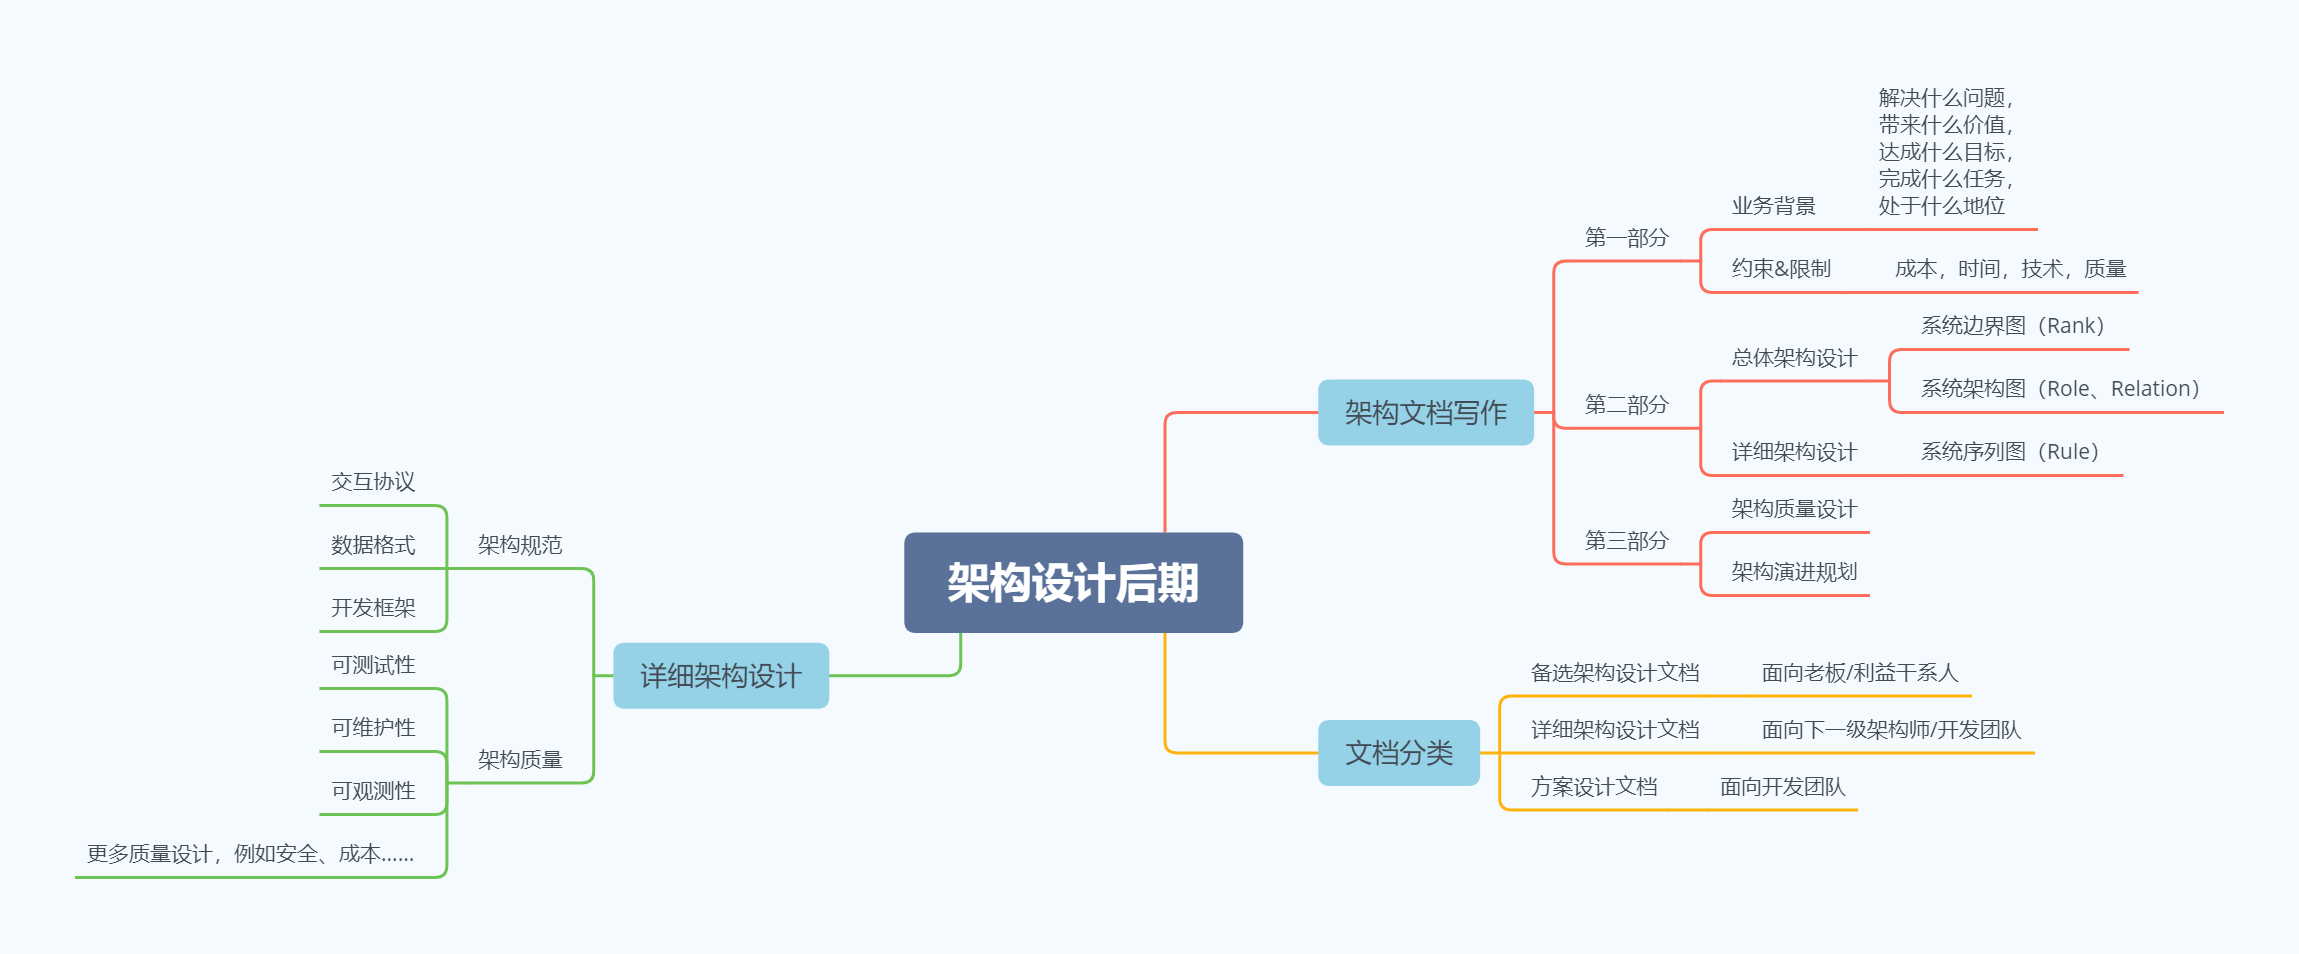 架构设计后期
架构文档写作
第一部分
业务背景
解决什么问题，
带来什么价值，
达成什么目标，
完成什么任务，
处于什么地位
约束&限制
成本，时间，技术，质量
第二部分
总体架构设计
系统边界图（Rank）
系统架构图（Role、Relation）
详细架构设计
系统序列图（Rule）
第三部分
架构质量设计
架构演进规划
文档分类
备选架构设计文档
面向老板/利益干系人
详细架构设计文档
面向下一级架构师/开发团队
方案设计文档
面向开发团队
详细架构设计
架构规范
交互协议
数据格式
开发框架
架构质量
可测试性
可维护性
可观测性
更多质量设计，例如安全、成本……